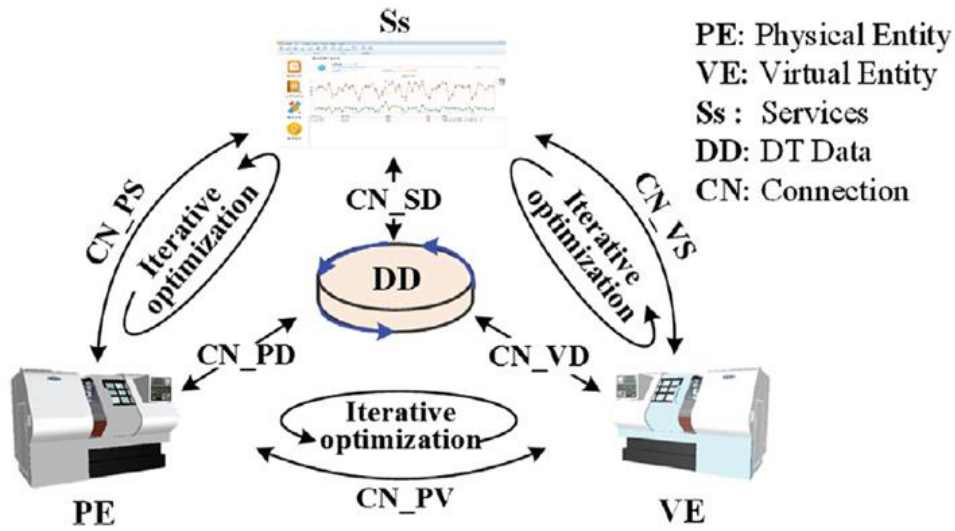 Ss
PE: Physical Entity
VE: Virtual Entity
Ss : Services
DD: DT Data
CN: Connection
CN_PS
Iterative
optimization
CN_SD
Iterative
optimization
CN_VS
DD
CN_PD
CN_VD
Iterative
optimization
CN_PV
PE
VE